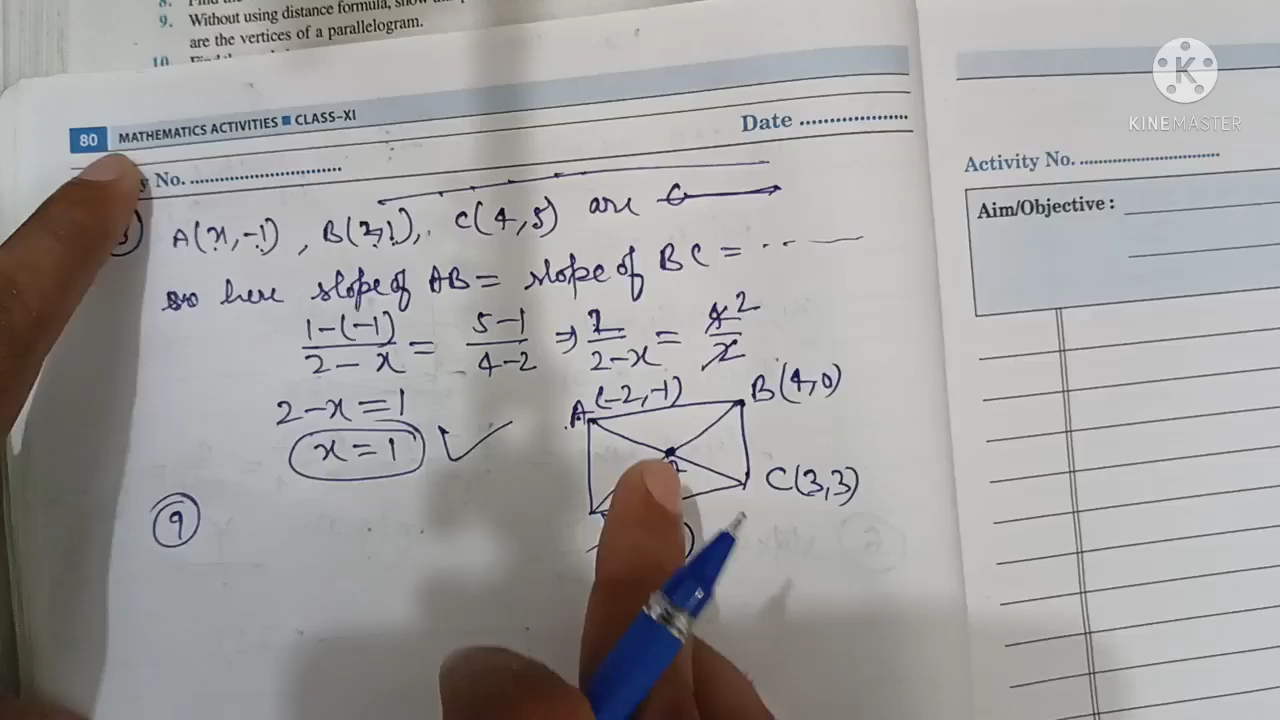 9. Without using distance formula, show
are the vertices of a parallelogram.
10.
80 MATHEMATICS ACTIVITIES ■ CLASS–XI
Date ..................
No. ..............................
A(x,-1) , B(2,1), C(4,5) are
so here slope of AB = slope of BC =
1-(-1)/2-x = 5-1/4-2 ⇒ 2/2-x = 4 2/2
2-x = 1
x = 1
A(-2,-1) B(4,0)
C(3,3)
9
Activity No. ..............................
Aim/Objective :
K
KINEMASTER